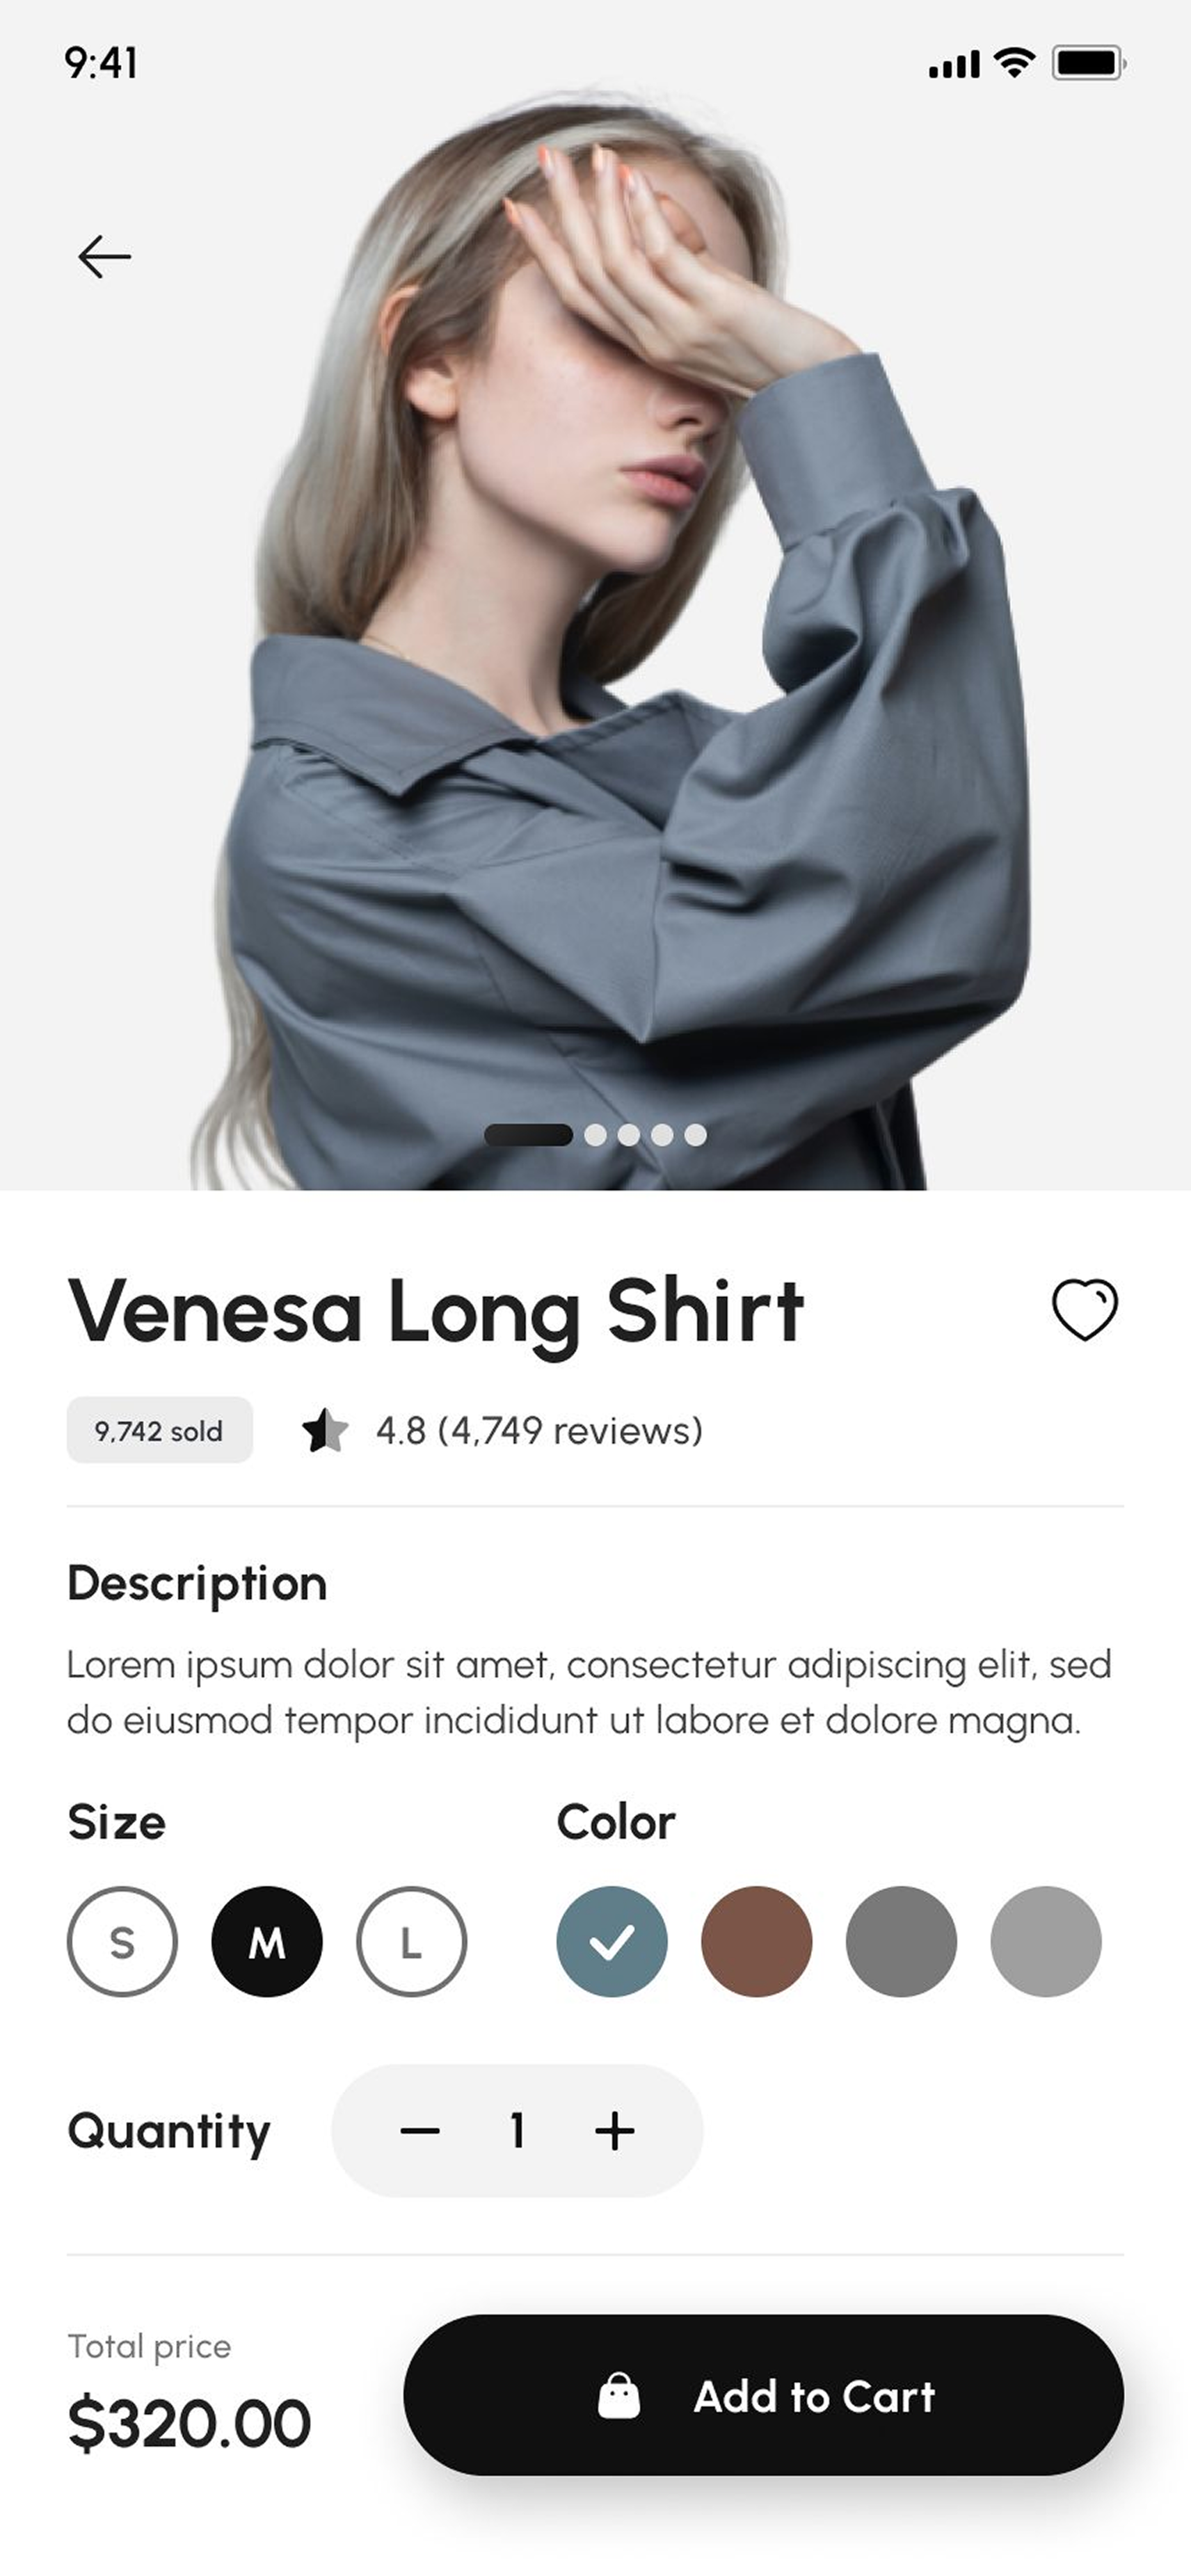 9:41
Venesa Long Shirt
9,742 sold
4.8 (4,749 reviews)
Description
Lorem ipsum dolor sit amet, consectetur adipiscing elit, sed
do eiusmod tempor incididunt ut labore et dolore magna.
Size
Color
S M L
Quantity
1
Total price
$320.00
Add to Cart